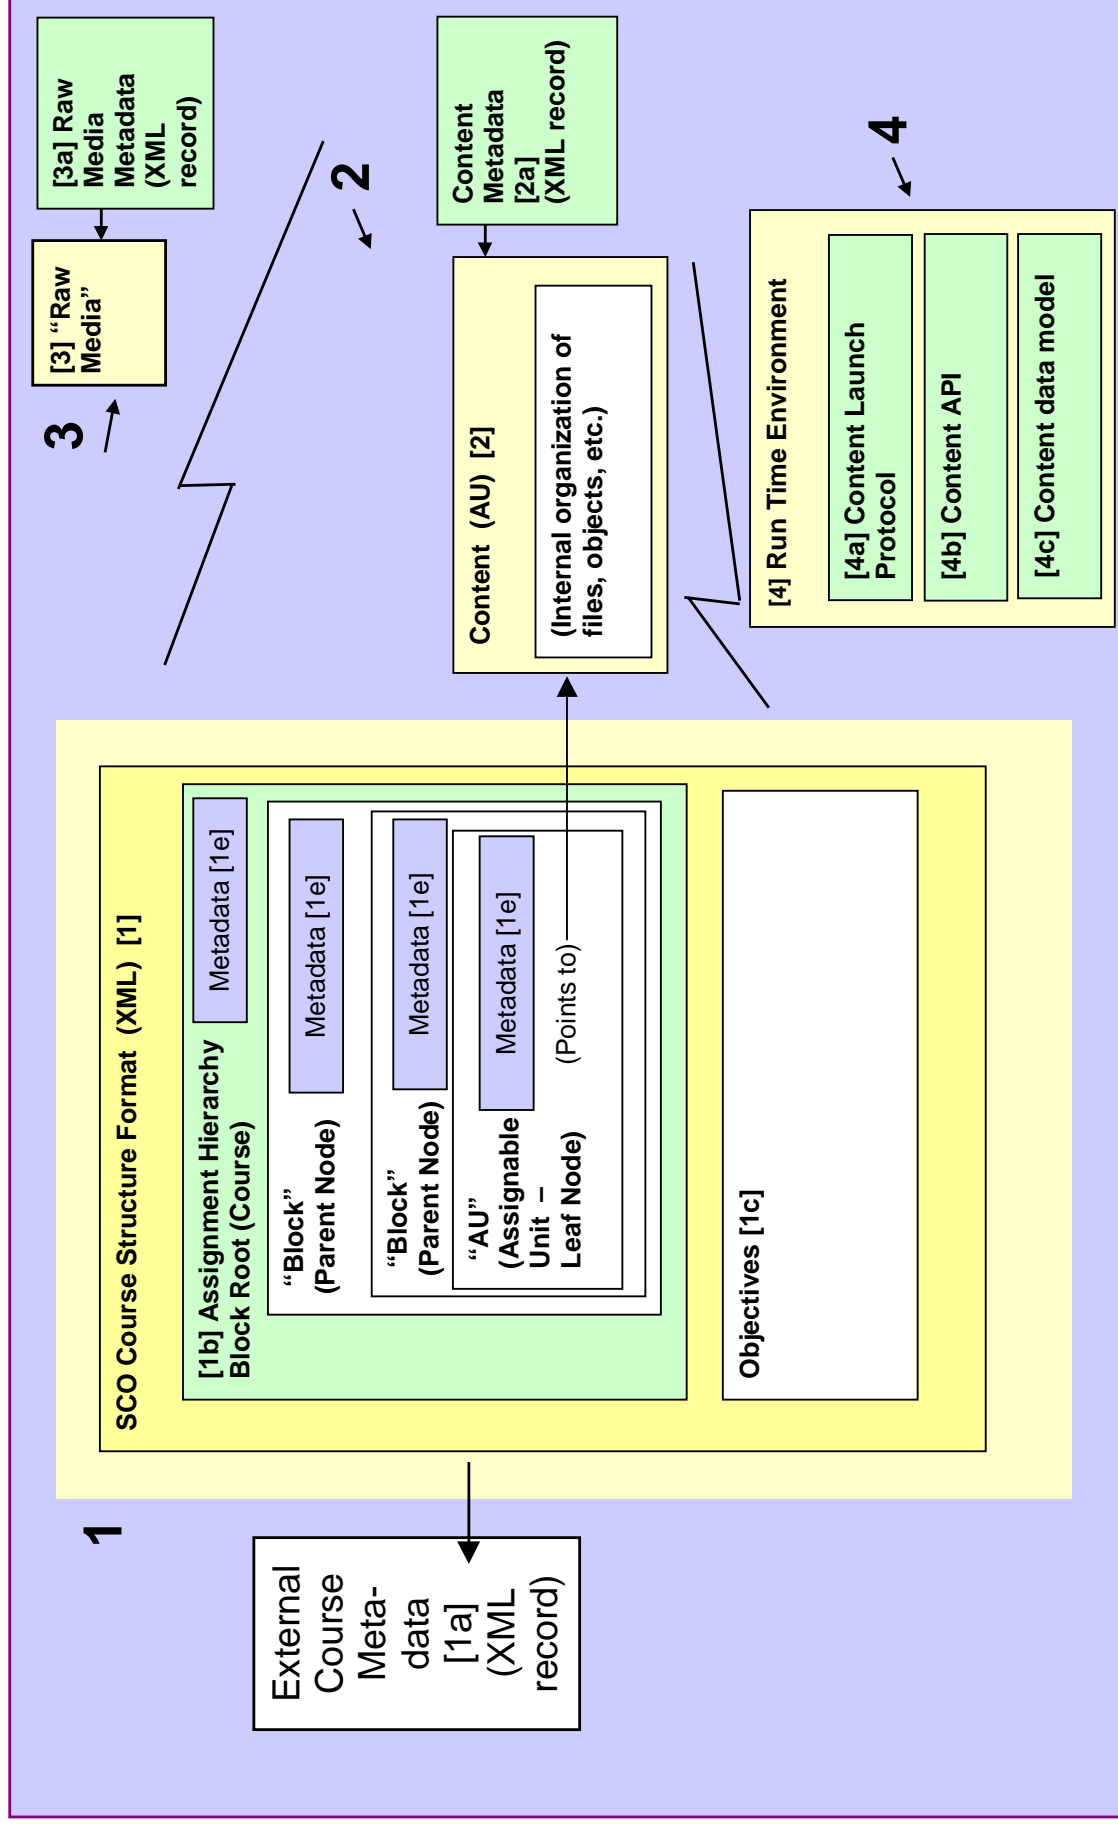 1
External
Course
Meta-
data
[1a]
(XML
record)
SCO Course Structure Format (XML) [1]
[1b] Assignment Hierarchy
Block Root (Course)
Metadata [1e]
“Block”
(Parent Node)
Metadata [1e]
“Block”
(Parent Node)
Metadata [1e]
“AU”
(Assignable
Unit –
Leaf Node)
Metadata [1e]
(Points to)
Objectives [1c]
3
[3] “Raw
Media”
[3a] Raw
Media
Metadata
(XML
record)
2
Content (AU) [2]
(Internal organization of
files, objects, etc.)
Content
Metadata
[2a]
(XML record)
4
[4] Run Time Environment
[4a] Content Launch
Protocol
[4b] Content API
[4c] Content data model